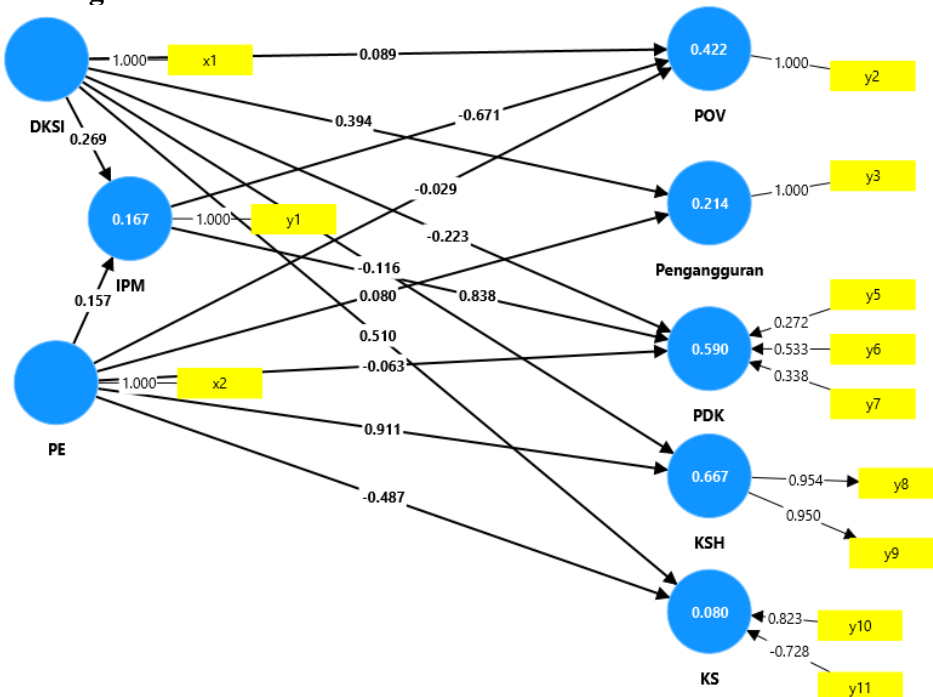 0.422
1.000
x1
0.089
1.000
y2
POV
DKSI
0.394
-0.671
0.269
1.000
y3
-0.029
0.214
0.167
1.000
y1
-0.223
Pengangguran
IPM
-0.116
0.157
0.080
0.838
y5
0.272
0.510
0.590
0.533
y6
-0.063
0.338
1.000
x2
y7
PDK
PE
0.911
0.667
0.954
y8
-0.487
0.950
KSH
y9
0.080
0.823
y10
-0.728
KS
y11